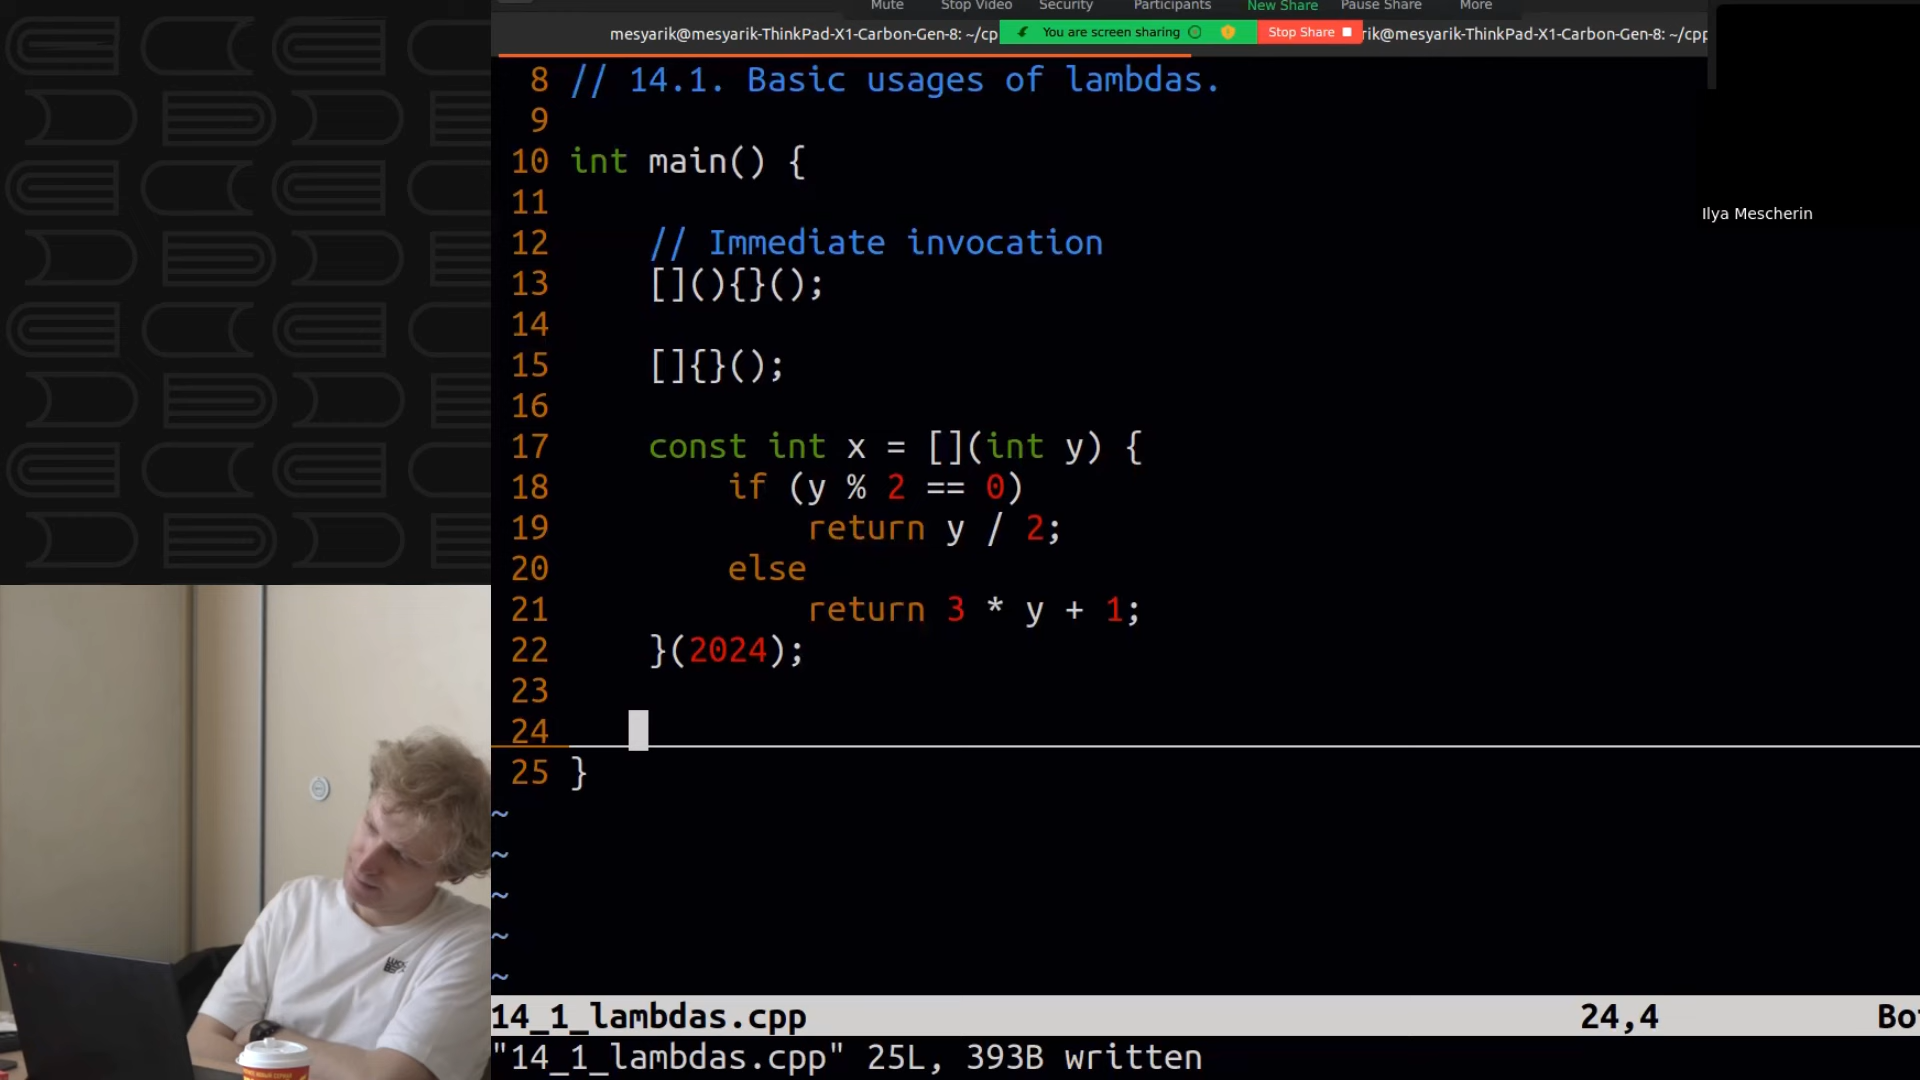 Mute Stop Video Security Participants New Share Pause Share More
mesyarik@mesyarik-ThinkPad-X1-Carbon-Gen-8: ~/cp You are screen sharing Stop Share rik@mesyarik-ThinkPad-X1-Carbon-Gen-8: ~/cpp
Ilya Mescherin
8 // 14.1. Basic usages of lambdas.
9
10 int main() {
11
12 // Immediate invocation
13 [](){}();
14
15 []{}();
16
17 const int x = [](int y) {
18 if (y % 2 == 0)
19 return y / 2;
20 else
21 return 3 * y + 1;
22 }(2024);
23
24
25 }
~
~
~
~
~
14_1_lambdas.cpp 24,4 Bo
"14_1_lambdas.cpp" 25L, 393B written